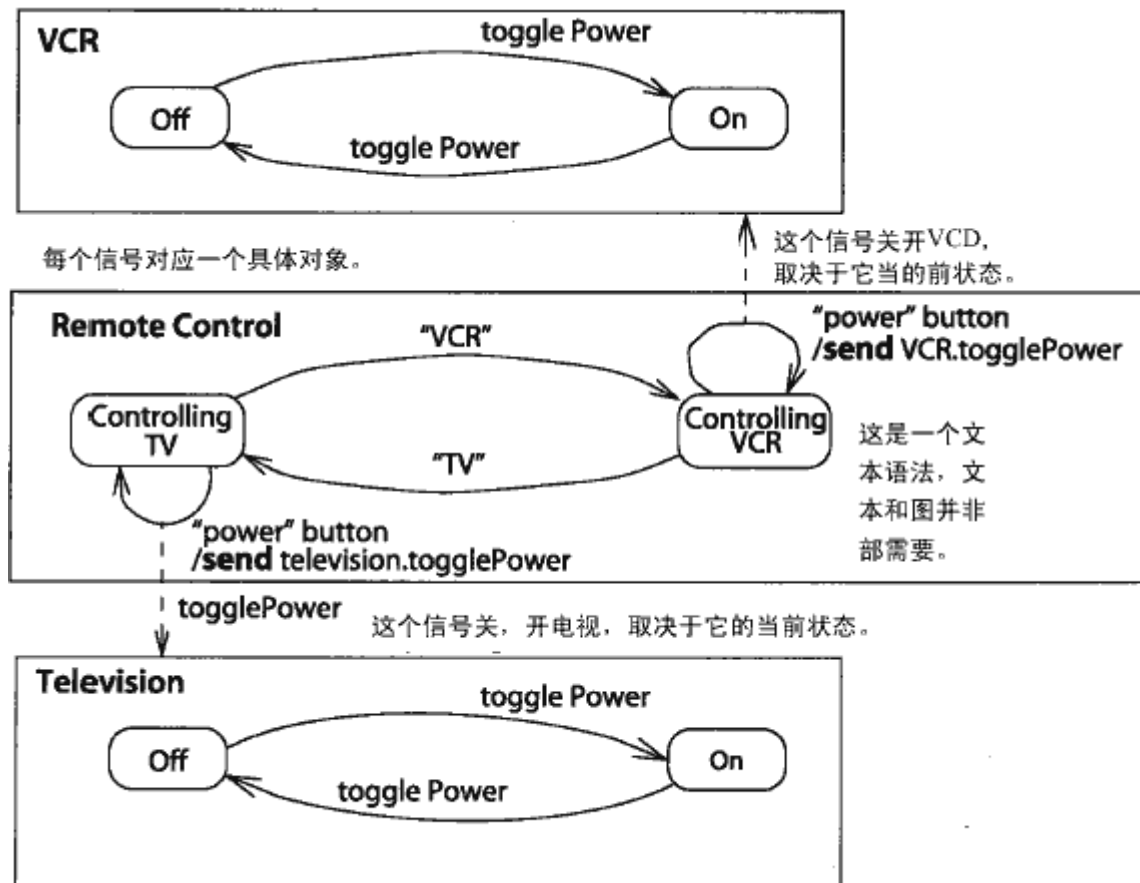 VCR
toggle Power
Off
On
toggle Power
每个信号对应一个具体对象。
这个信号关开VCD,
取决于它当的前状态。
Remote Control
"VCR"
"power" button
/send VCR.togglePower
Controlling
TV
Controlling
VCR
"TV"
这是一个文
本语法，文
本和图并非
部需要。
"power" button
/send television.togglePower
togglePower
这个信号关，开电视，取决于它的当前状态。
Television
toggle Power
Off
On
toggle Power